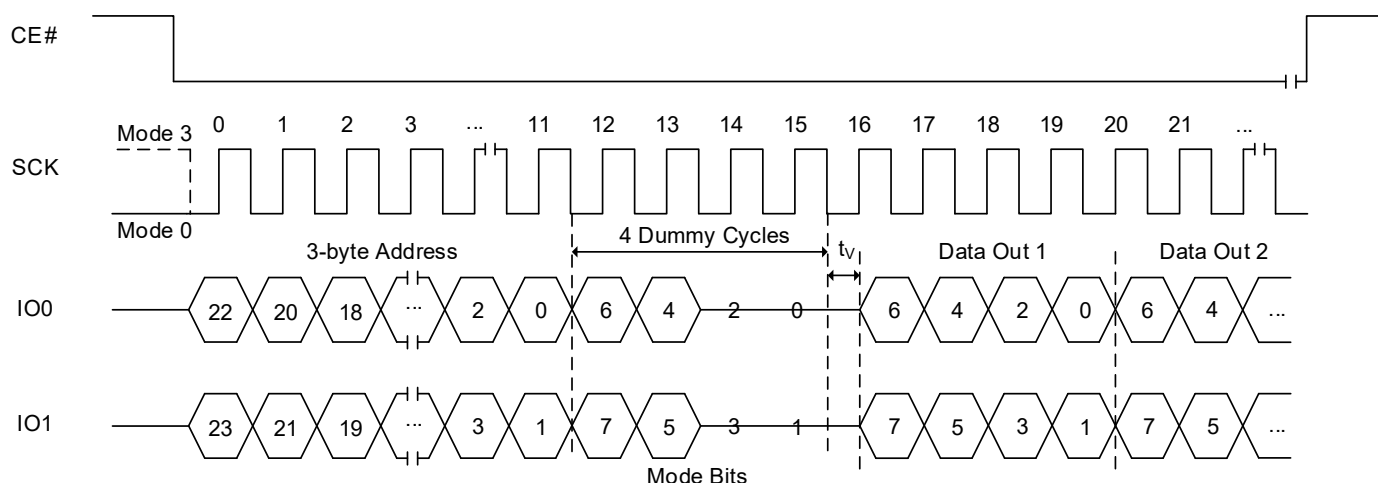 CE#
Mode 3 0 1 2 3 ... 11 12 13 14 15 16 17 18 19 20 21 ...
SCK
Mode 0
3-byte Address 4 Dummy Cycles tV Data Out 1 Data Out 2
IO0 22 20 18 ... 2 0 6 4 2 0 6 4 2 0 6 4 ...
IO1 23 21 19 ... 3 1 7 5 3 1 7 5 3 1 7 5 ...
Mode Bits